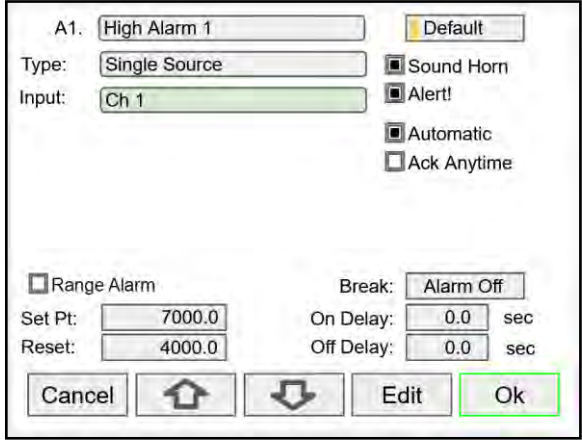 A1. High Alarm 1 Default
Type: Single Source Sound Horn
Input: Ch 1 Alert!
Automatic
Ack Anytime
Range Alarm Break: Alarm Off
Set Pt: 7000.0 On Delay: 0.0 sec
Reset: 4000.0 Off Delay: 0.0 sec
Cancel Edit Ok